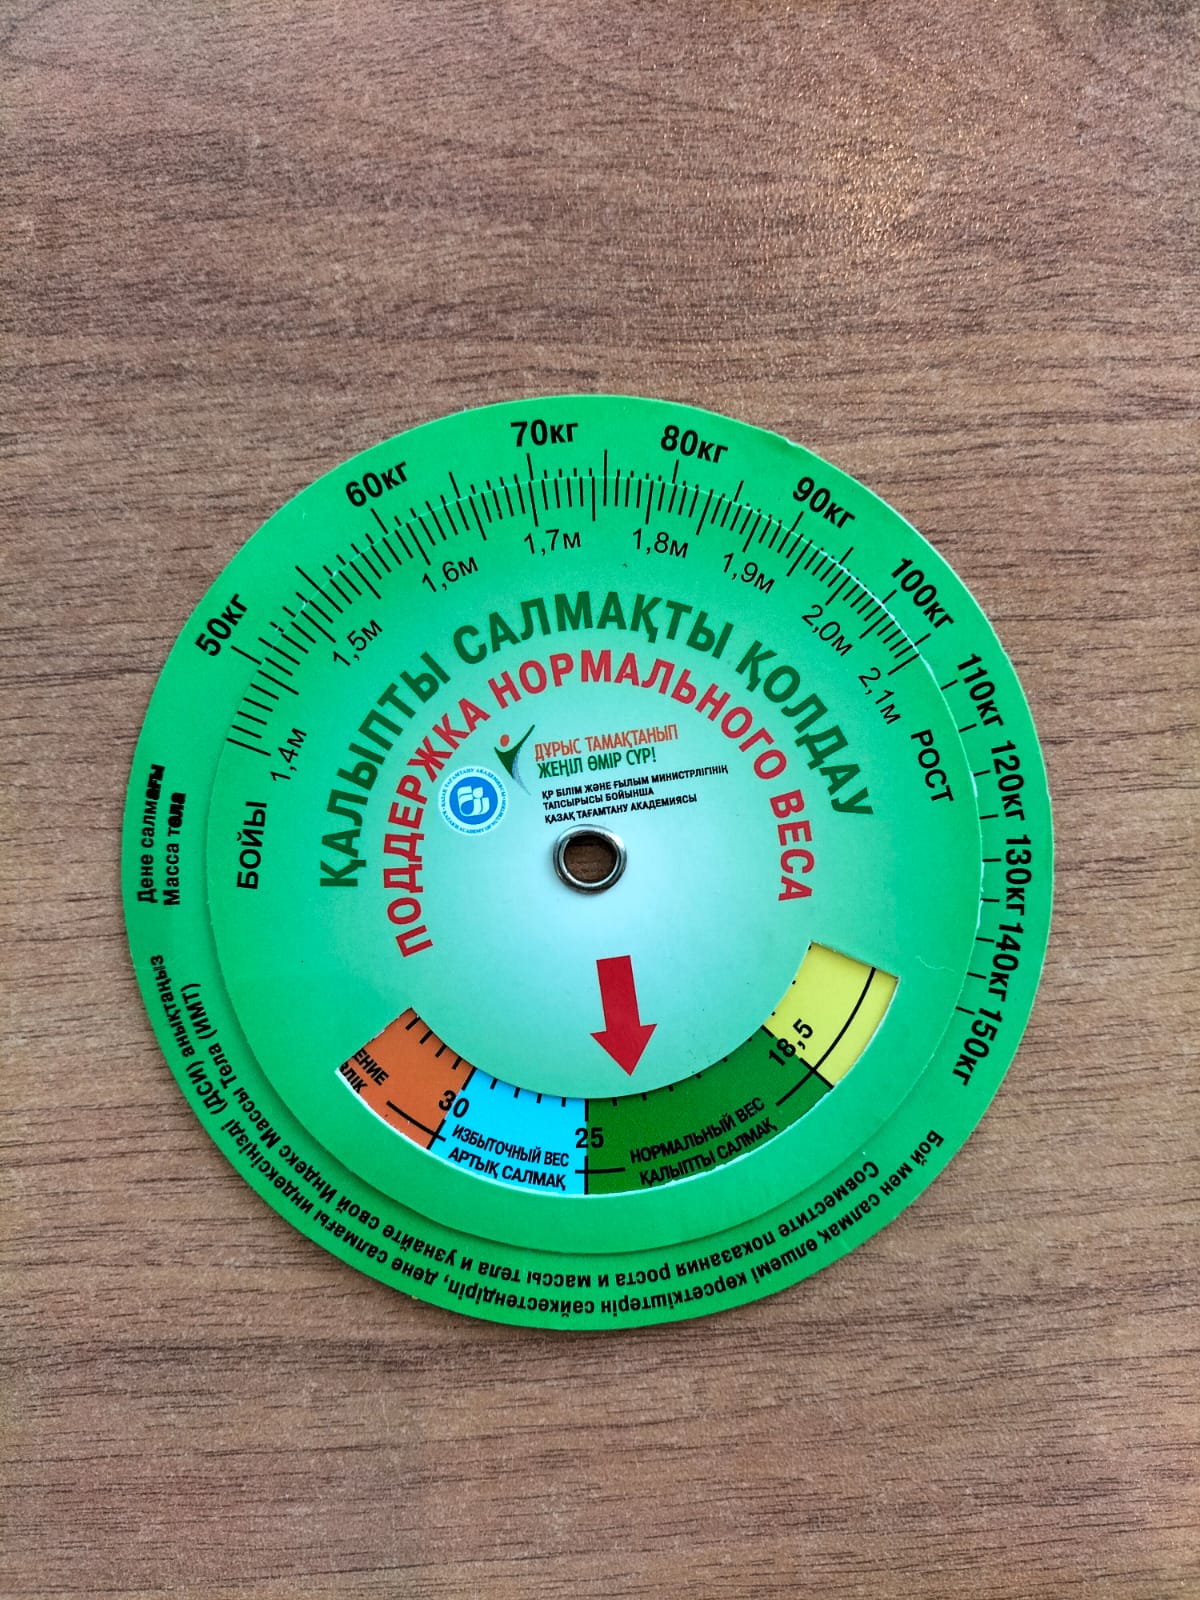 50кг
60кг
70кг
80кг
90кг
100кг
110кг
120кг
130кг
140кг
150кг
Дене салмағы
Масса тела
1,4м
1,5м
1,6м
1,7м
1,8м
1,9м
2,0м
2,1м
БОЙЫ
РОСТ
ҚАЛЫПТЫ САЛМАҚТЫ ҚОЛДАУ
ПОДДЕРЖКА НОРМАЛЬНОГО ВЕСА
ДҰРЫС ТАМАҚТАНЫП
ЖЕҢІЛ ӨМІР СҮР!
ҚР БІЛІМ ЖӘНЕ ҒЫЛЫМ МИНИСТРЛІГІНІҢ
ТАПСЫРЫСЫ БОЙЫНША
ҚАЗАҚ ТАҒАМТАНУ АКАДЕМИЯСЫ
30
25
18,5
ИЗБЫТОЧНЫЙ ВЕС
АРТЫҚ САЛМАҚ
НОРМАЛЬНЫЙ ВЕС
ҚАЛЫПТЫ САЛМАҚ
Бой мен салмақ өлшемі көрсеткіштерін сәйкестендіріп, дене салмағы индексіңізді (ДСИ) анықтаңыз
Совместите показания роста и массы тела и узнайте свой Индекс Массы Тела (ИМТ)